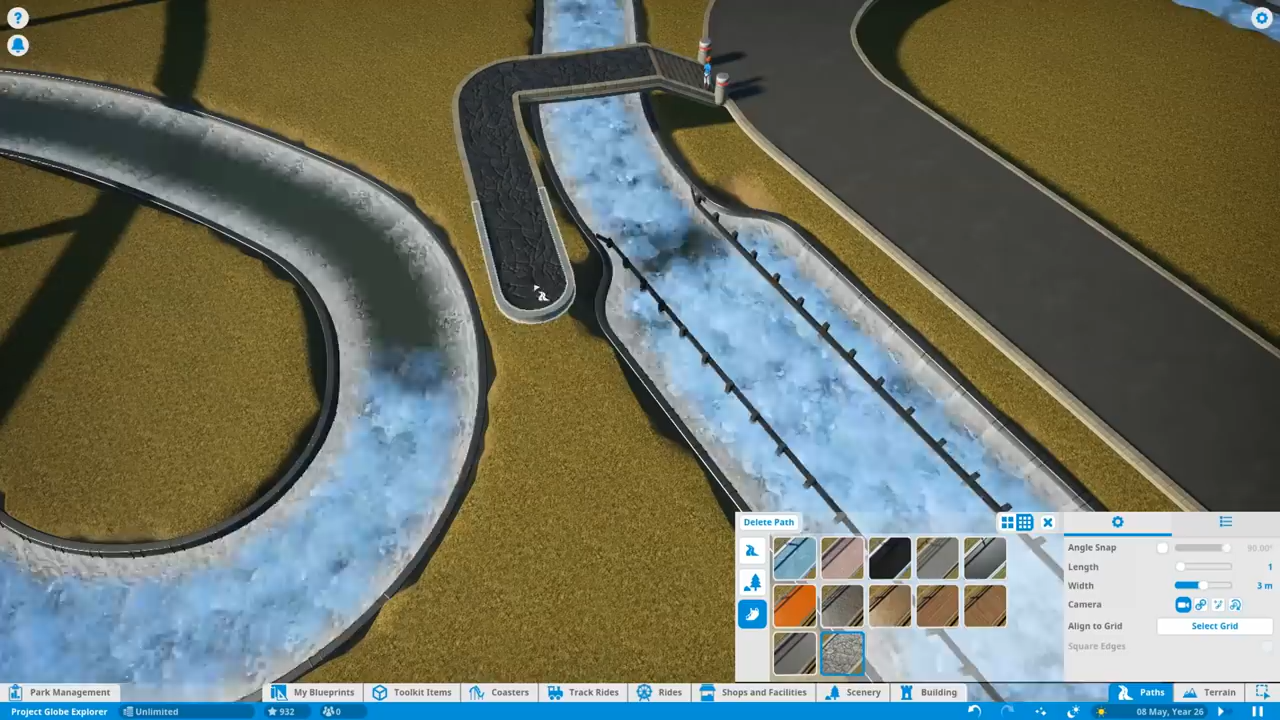 ?
Delete Path
Angle Snap 90.00°
Length 1
Width 3 m
Camera
Align to Grid Select Grid
Square Edges
Park Management My Blueprints Toolkit Items Coasters Track Rides Rides Shops and Facilities Scenery Building Paths Terrain
Project Globe Explorer Unlimited 932 0 08 May, Year 26